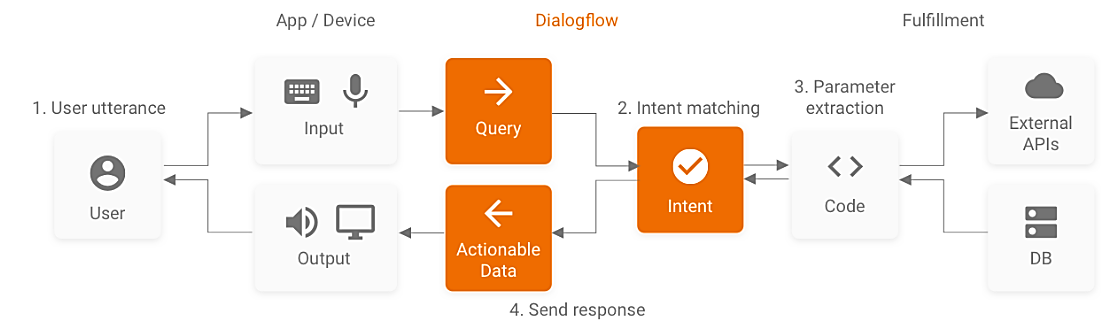 App / Device
Dialogflow
Fulfillment
1. User utterance
Input
Query
2. Intent matching
3. Parameter
extraction
External
APIs
User
Intent
Code
Output
Actionable
Data
DB
4. Send response